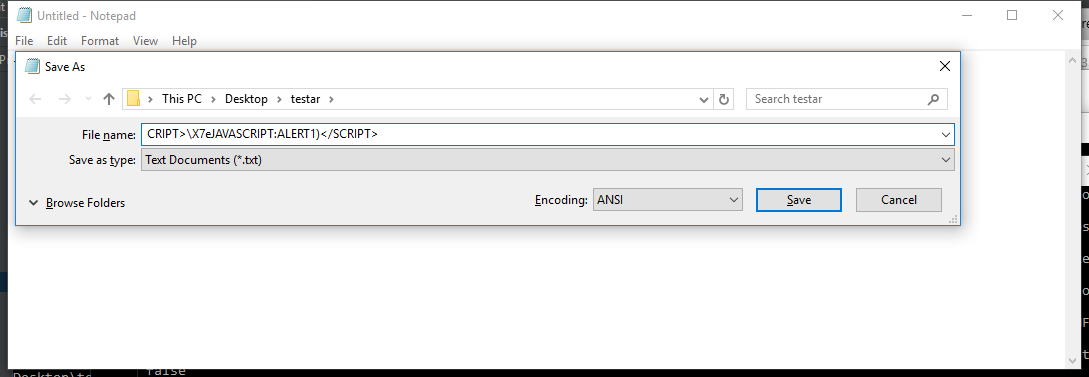 Untitled - Notepad
File Edit Format View Help
Save As
This PC > Desktop > testar >
Search testar
File name: CRIPT>\X7eJAVASCRIPT:ALERT1)</SCRIPT>
Save as type: Text Documents (*.txt)
Browse Folders
Encoding: ANSI
Save
Cancel
false